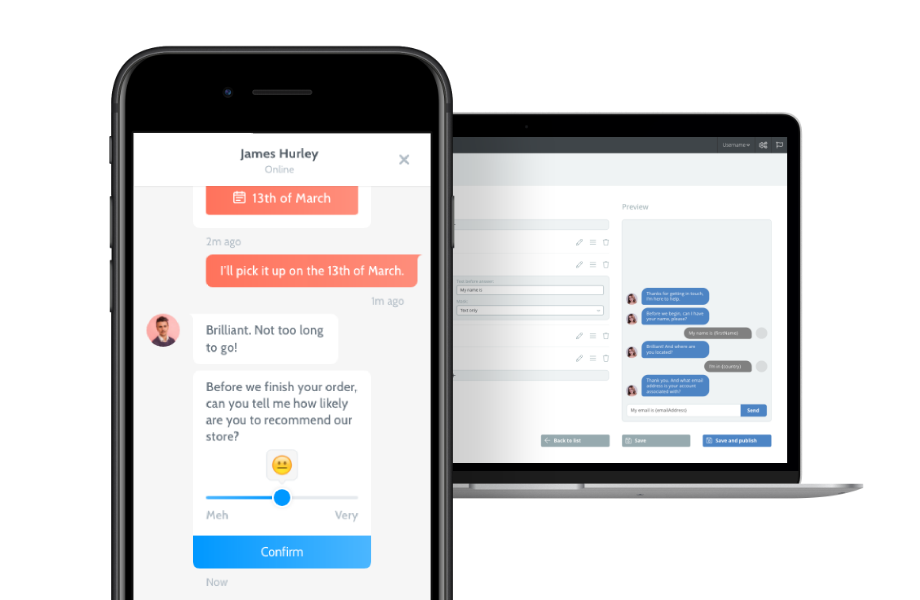 James Hurley
Online
13th of March
2m ago
I'll pick it up on the 13th of March.
1m ago
Brilliant. Not too long
to go!
Before we finish your order,
can you tell me how likely
are you to recommend our
store?
Meh
Very
Confirm
Now
Username
Preview
Text before answer
My name is
Text only
Thanks for getting in touch.
I'm here to help.
Before we begin, can I have
your name, please?
My name is {firstName}
Brilliant! And where are
you located?
I'm in {country}
Thank you. And what email
address is your account
associated with?
My email is {emailAddress}
Send
Back to list
Save
Save and publish